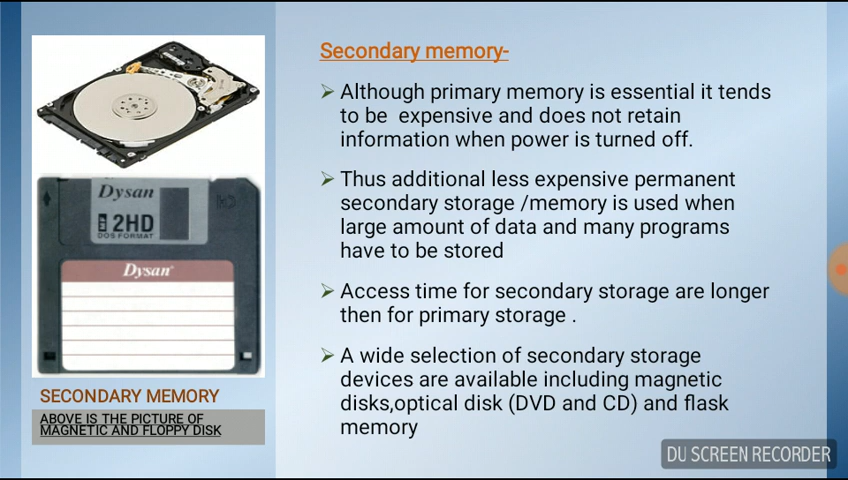 Secondary memory-
Although primary memory is essential it tends
to be expensive and does not retain
information when power is turned off.
Thus additional less expensive permanent
secondary storage /memory is used when
large amount of data and many programs
have to be stored
Access time for secondary storage are longer
then for primary storage .
A wide selection of secondary storage
devices are available including magnetic
disks,optical disk (DVD and CD) and flask
memory
Dysan
2HD
DOS FORMAT
Dysan
SECONDARY MEMORY
ABOVE IS THE PICTURE OF
MAGNETIC AND FLOPPY DISK
DU SCREEN RECORDER